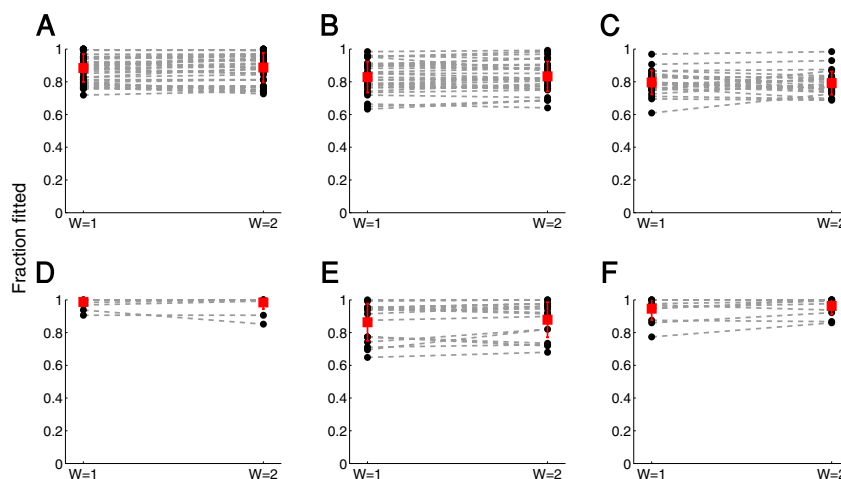 A B C
1 1 1
0.8 0.8 0.8
0.6 0.6 0.6
0.4 0.4 0.4
0.2 0.2 0.2
0 0 0
W=1 W=2 W=1 W=2 W=1 W=2
Fraction fitted
D E F
1 1 1
0.8 0.8 0.8
0.6 0.6 0.6
0.4 0.4 0.4
0.2 0.2 0.2
0 0 0
W=1 W=2 W=1 W=2 W=1 W=2